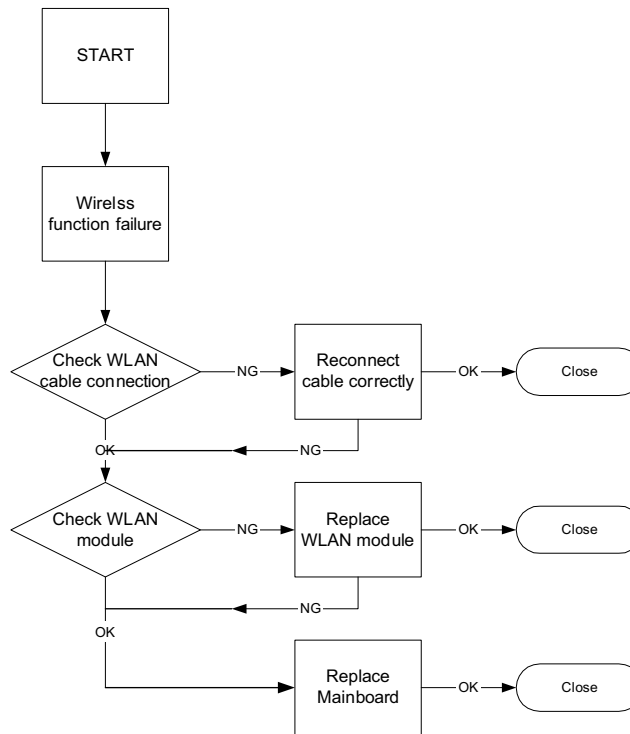 START
Wirelss
function failure
Check WLAN
cable connection
NG
Reconnect
cable correctly
OK
Close
NG
OK
Check WLAN
module
NG
Replace
WLAN module
OK
Close
NG
OK
Replace
Mainboard
OK
Close